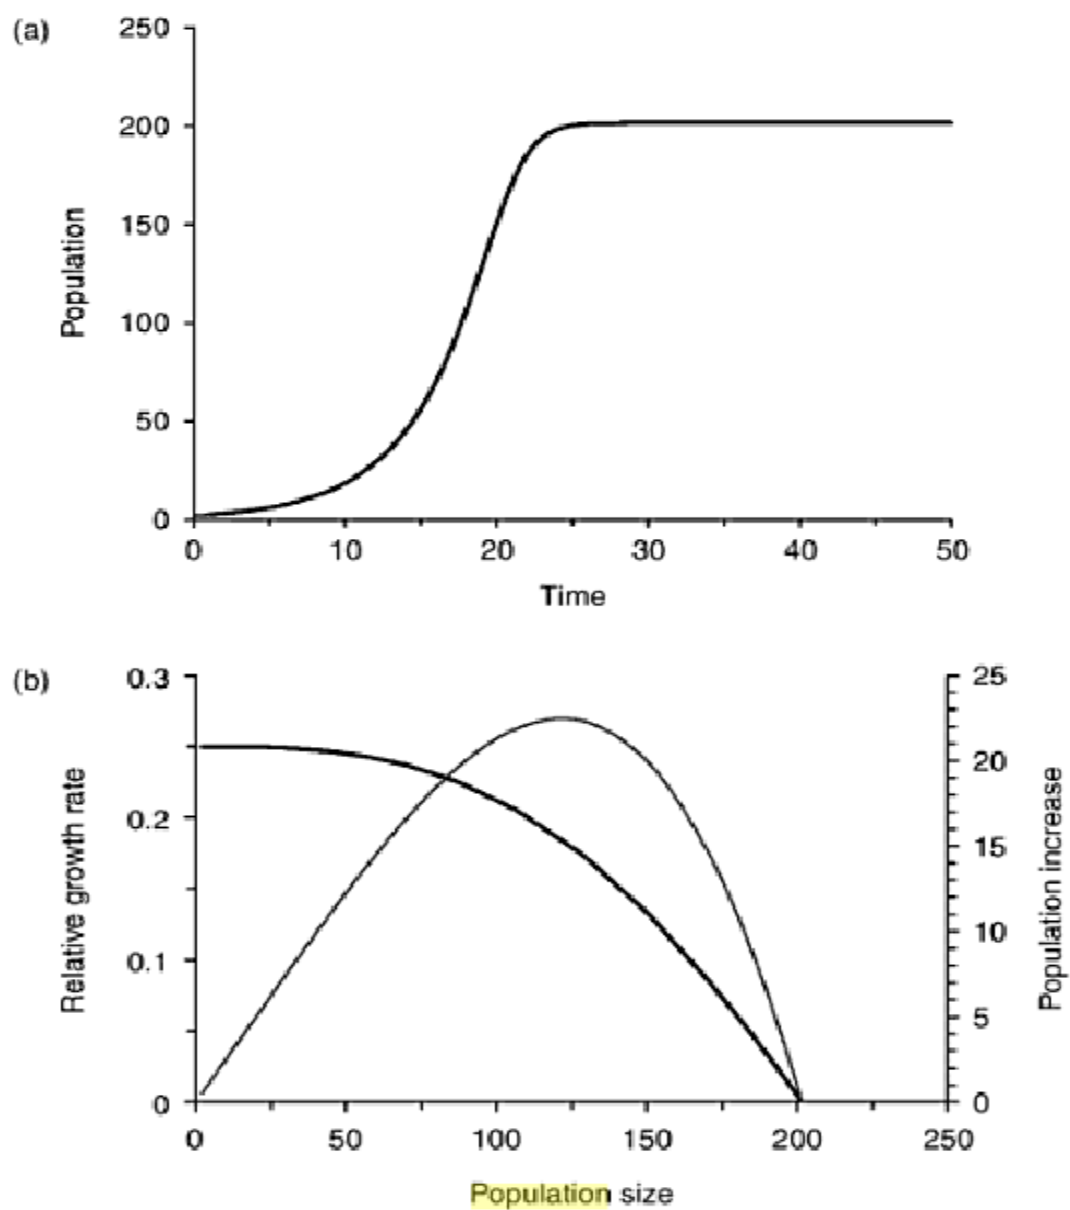 (a)
250
200
150
100
50
0
Population
0 10 20 30 40 50
Time
(b)
0.3
0.2
0.1
0
Relative growth rate
25
20
15
10
5
0
Population increase
0 50 100 150 200 250
Population size